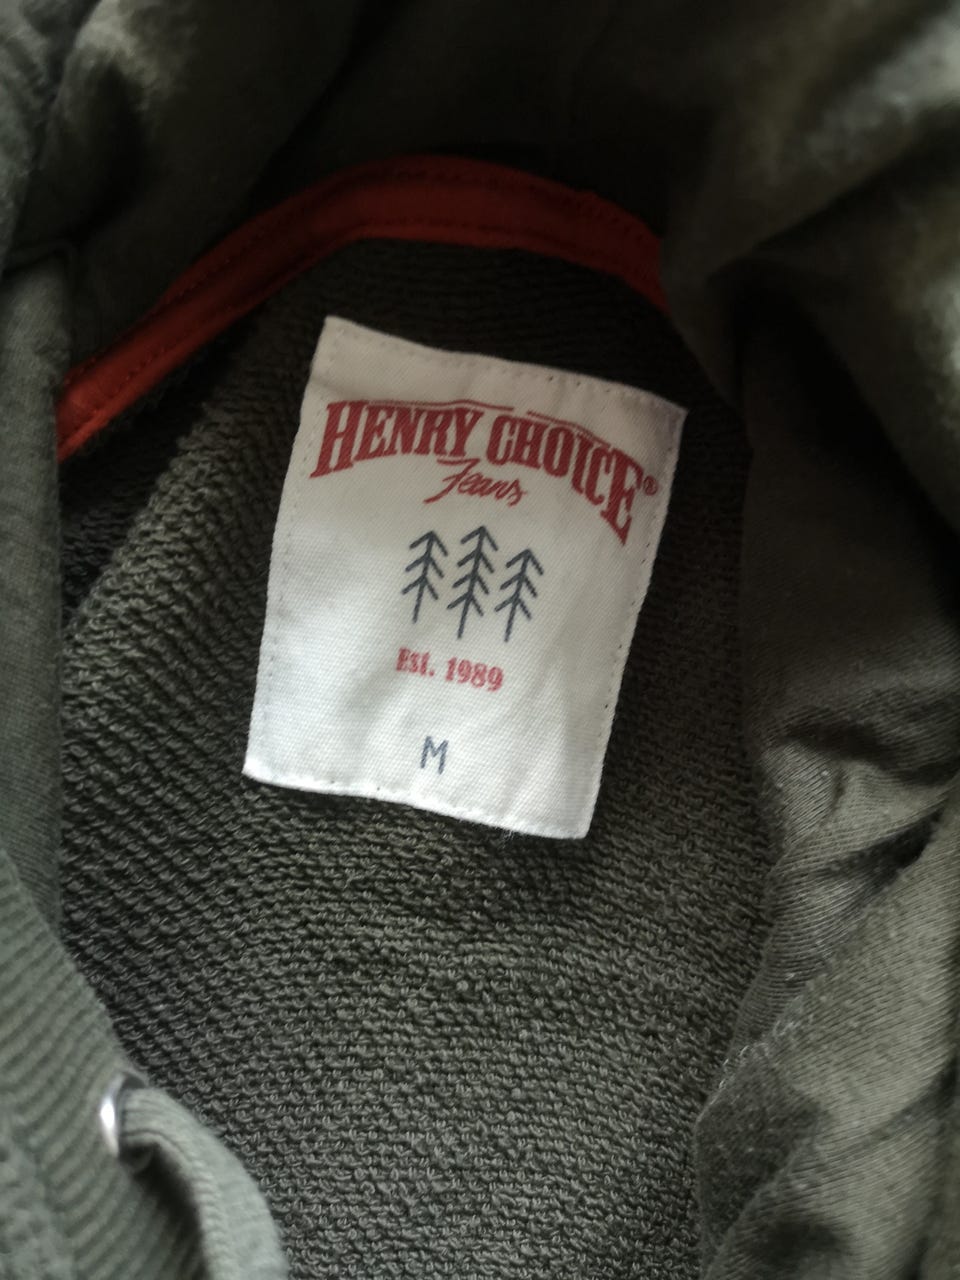 HENRY CHOICE®
Jeans
Est. 1989
M